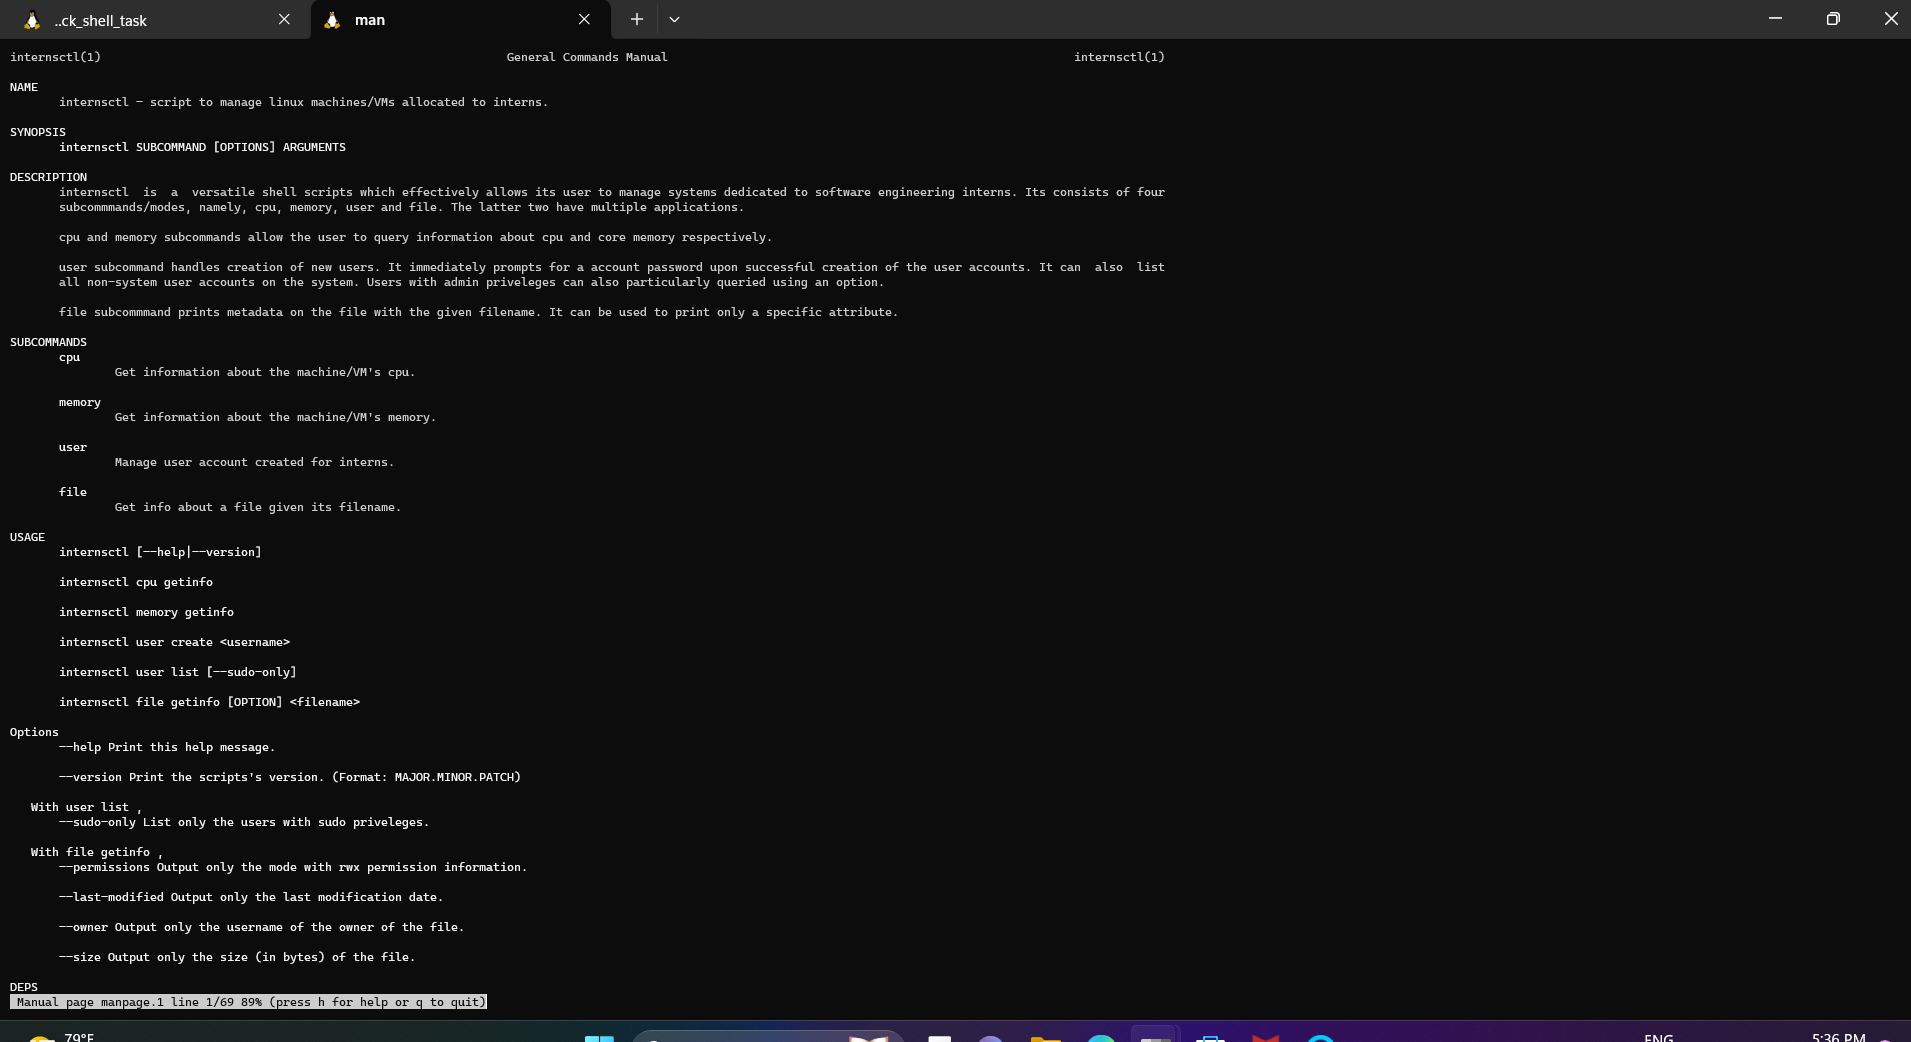 ..ck_shell_task
man
internsctl(1) General Commands Manual internsctl(1)
NAME
internsctl - script to manage linux machines/VMs allocated to interns.
SYNOPSIS
internsctl SUBCOMMAND [OPTIONS] ARGUMENTS
DESCRIPTION
internsctl is a versatile shell scripts which effectively allows its user to manage systems dedicated to software engineering interns. Its consists of four
subcommmands/modes, namely, cpu, memory, user and file. The latter two have multiple applications.
cpu and memory subcommands allow the user to query information about cpu and core memory respectively.
user subcommand handles creation of new users. It immediately prompts for a account password upon successful creation of the user accounts. It can also list
all non-system user accounts on the system. Users with admin priveleges can also particularly queried using an option.
file subcommmand prints metadata on the file with the given filename. It can be used to print only a specific attribute.
SUBCOMMANDS
cpu
Get information about the machine/VM's cpu.
memory
Get information about the machine/VM's memory.
user
Manage user account created for interns.
file
Get info about a file given its filename.
USAGE
internsctl [--help|--version]
internsctl cpu getinfo
internsctl memory getinfo
internsctl user create <username>
internsctl user list [--sudo-only]
internsctl file getinfo [OPTION] <filename>
Options
--help Print this help message.
--version Print the scripts's version. (Format: MAJOR.MINOR.PATCH)
With user list ,
--sudo-only List only the users with sudo priveleges.
With file getinfo ,
--permissions Output only the mode with rwx permission information.
--last-modified Output only the last modification date.
--owner Output only the username of the owner of the file.
--size Output only the size (in bytes) of the file.
DEPS
Manual page manpage.1 line 1/69 89% (press h for help or q to quit)
79°F
ENG
5:36 PM